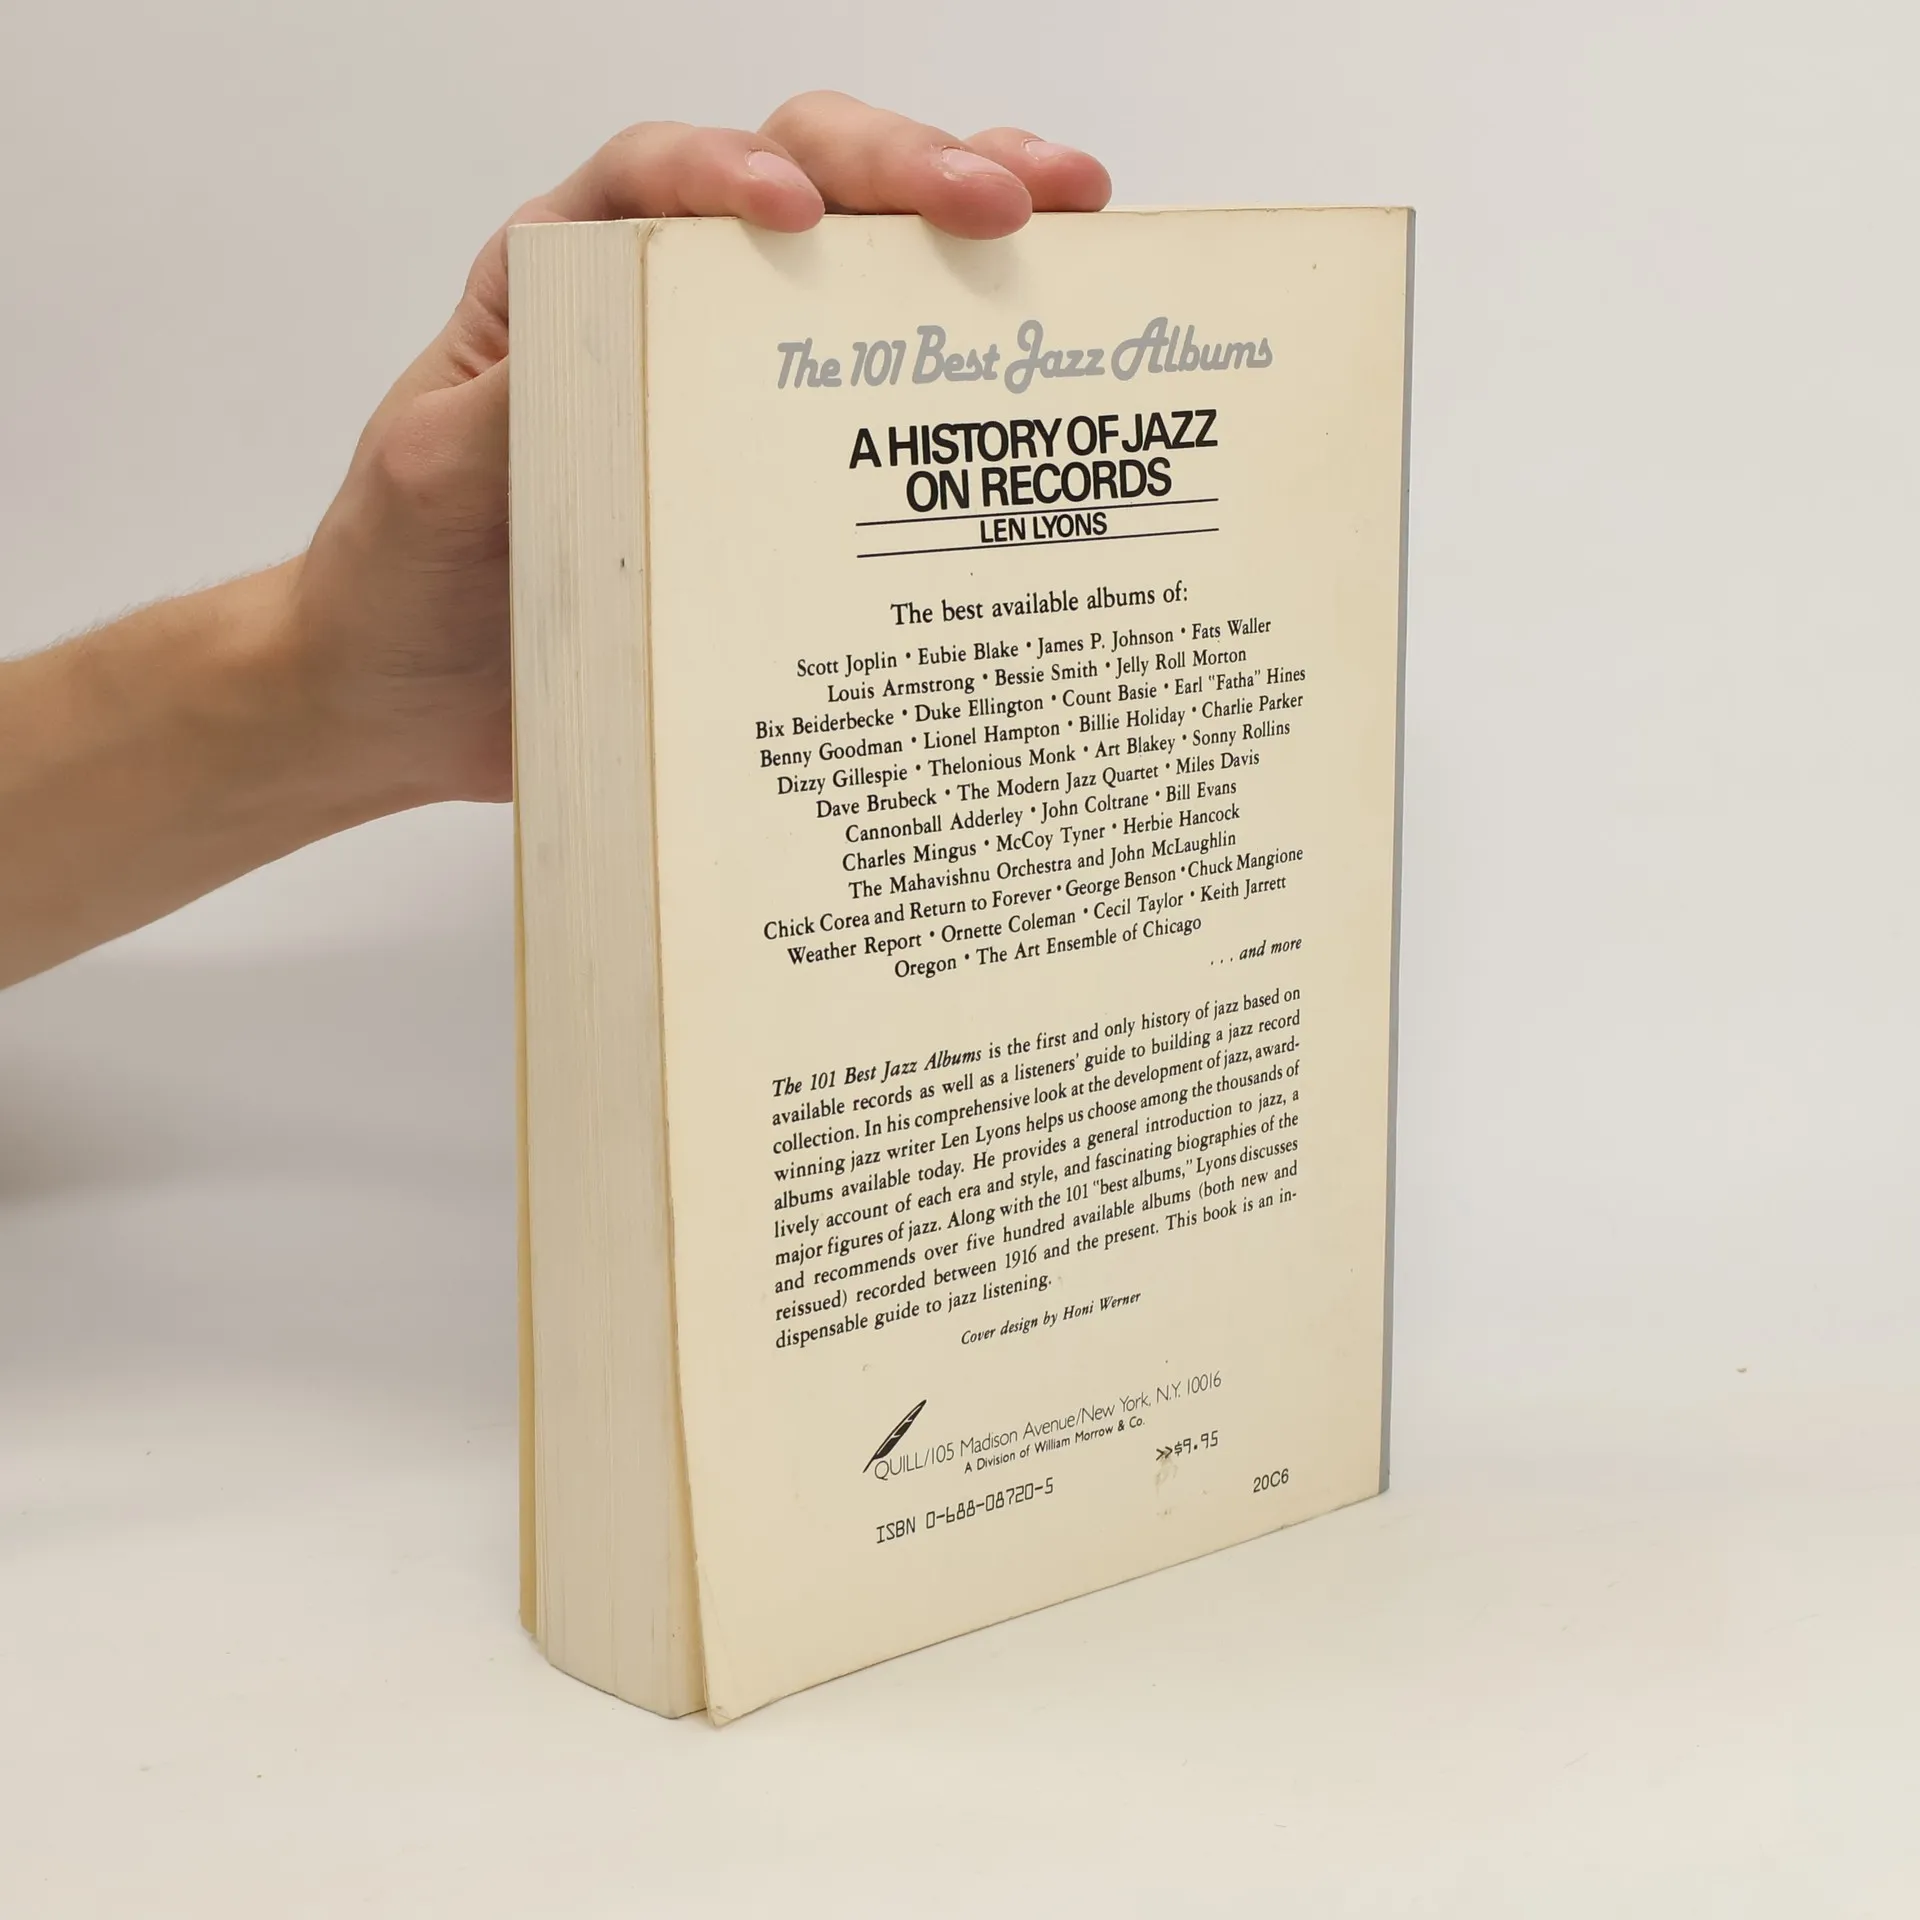 The 101 Best Jazz Albums
A HISTORY OF JAZZ
ON RECORDS
LEN LYONS
The best available albums of:
Scott Joplin • Eubie Blake • James P. Johnson • Fats Waller
Louis Armstrong • Bessie Smith • Jelly Roll Morton
Bix Beiderbecke • Duke Ellington • Count Basie • Earl "Fatha" Hines
Benny Goodman • Lionel Hampton • Billie Holiday • Charlie Parker
Dizzy Gillespie • Thelonious Monk • Art Blakey • Sonny Rollins
Dave Brubeck • The Modern Jazz Quartet • Miles Davis
Cannonball Adderley • John Coltrane • Bill Evans
Charles Mingus • McCoy Tyner • Herbie Hancock
The Mahavishnu Orchestra and John McLaughlin
Chick Corea and Return to Forever • George Benson • Chuck Mangione
Weather Report • Ornette Coleman • Cecil Taylor • Keith Jarrett
Oregon • The Art Ensemble of Chicago
. . . and more
The 101 Best Jazz Albums is the first and only history of jazz based on
available records as well as a listeners' guide to building a jazz record
collection. In his comprehensive look at the development of jazz, award-
winning jazz writer Len Lyons helps us choose among the thousands of
albums available today. He provides a general introduction to jazz, a
lively account of each era and style, and fascinating biographies of the
major figures of jazz. Along with the 101 "best albums," Lyons discusses
and recommends over five hundred available albums (both new and
reissued) recorded between 1916 and the present. This book is an in-
dispensable guide to jazz listening.
Cover design by Honi Werner
QUILL/105 Madison Avenue/New York, N.Y. 10016
A Division of William Morrow & Co.
>>$9.95
ISBN 0-688-08720-5
20C6